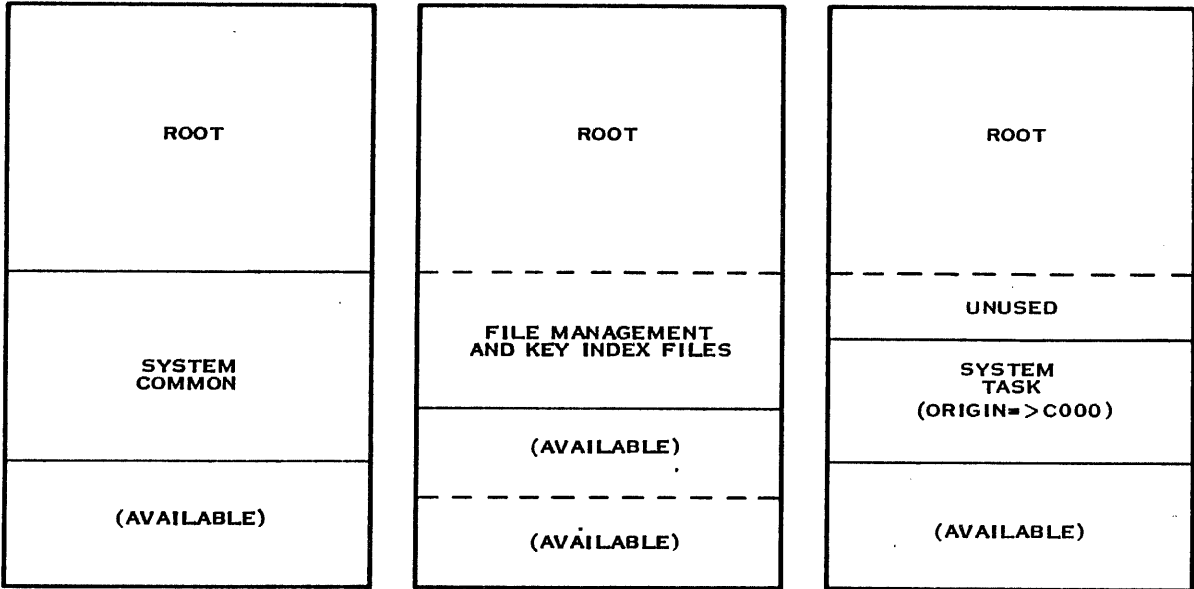 ROOT
SYSTEM
COMMON
(AVAILABLE)
ROOT
FILE MANAGEMENT
AND KEY INDEX FILES
(AVAILABLE)
(AVAILABLE)
ROOT
UNUSED
SYSTEM
TASK
(ORIGIN=>C000)
(AVAILABLE)